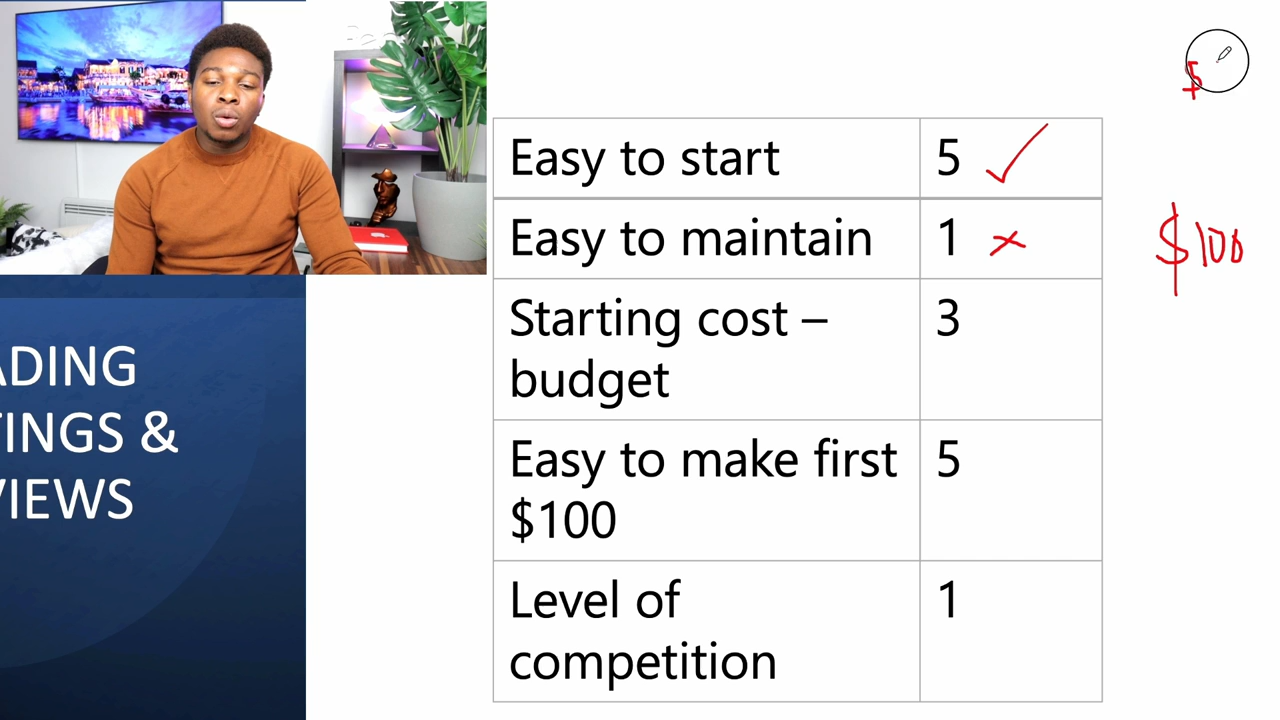 ADING
TINGS &
VIEWS
Easy to start 5
Easy to maintain 1
$100
Starting cost –
budget 3
Easy to make first
$100 5
Level of
competition 1
$